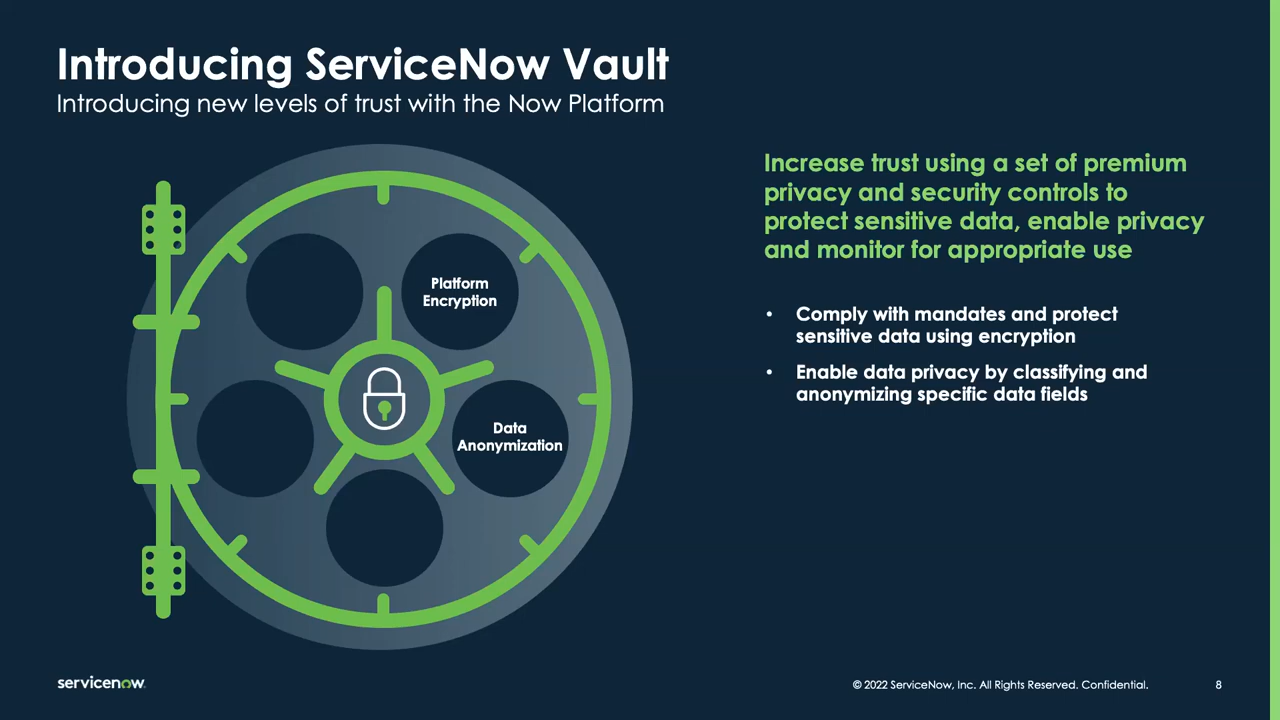 Introducing ServiceNow Vault
Introducing new levels of trust with the Now Platform
Platform
Encryption
Data
Anonymization
Increase trust using a set of premium
privacy and security controls to
protect sensitive data, enable privacy
and monitor for appropriate use
• Comply with mandates and protect
sensitive data using encryption
• Enable data privacy by classifying and
anonymizing specific data fields
servicenow
© 2022 ServiceNow, Inc. All Rights Reserved. Confidential.
8